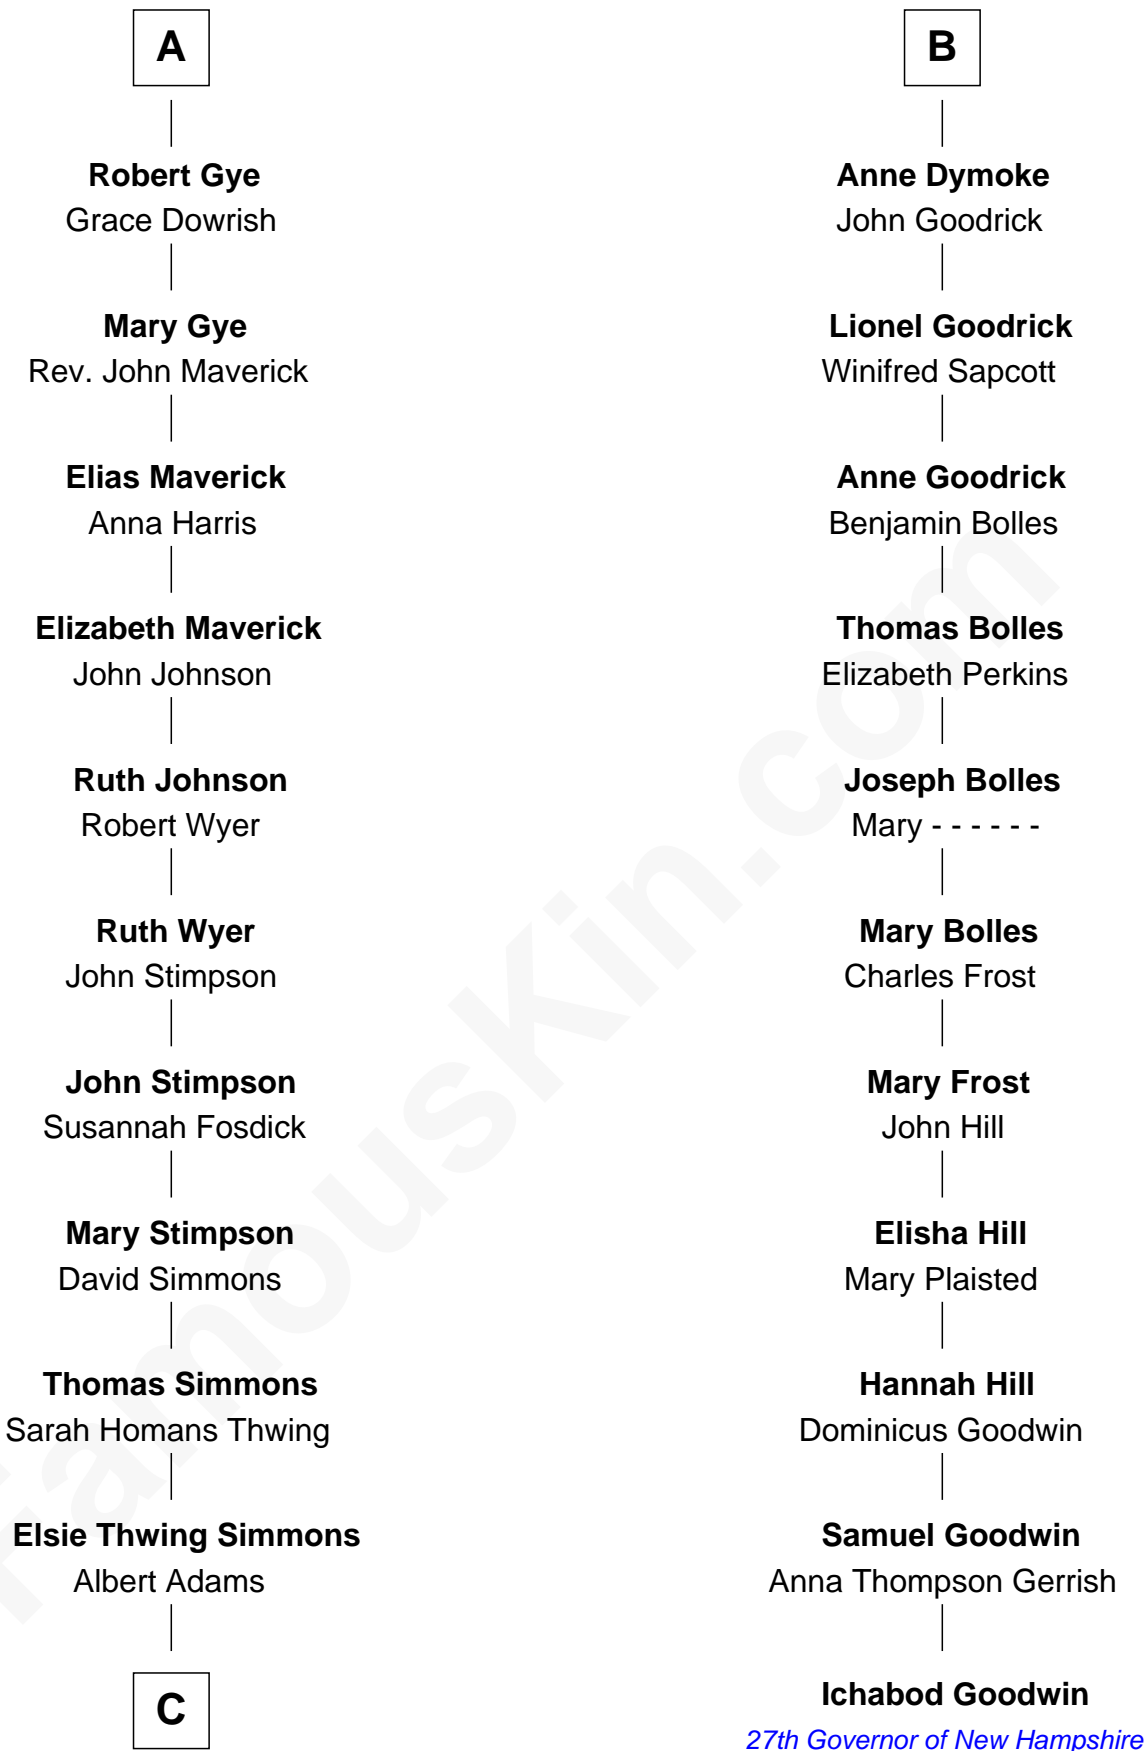 A
Robert Gye
Grace Dowrish
Mary Gye
Rev. John Maverick
Elias Maverick
Anna Harris
Elizabeth Maverick
John Johnson
Ruth Johnson
Robert Wyer
Ruth Wyer
John Stimpson
John Stimpson
Susannah Fosdick
Mary Stimpson
David Simmons
Thomas Simmons
Sarah Homans Thwing
Elsie Thwing Simmons
Albert Adams
C
B
Anne Dymoke
John Goodrick
Lionel Goodrick
Winifred Sapcott
Anne Goodrick
Benjamin Bolles
Thomas Bolles
Elizabeth Perkins
Joseph Bolles
Mary - - - - - -
Mary Bolles
Charles Frost
Mary Frost
John Hill
Elisha Hill
Mary Plaisted
Hannah Hill
Dominicus Goodwin
Samuel Goodwin
Anna Thompson Gerrish
Ichabod Goodwin
27th Governor of New Hampshire
FamousKin.com